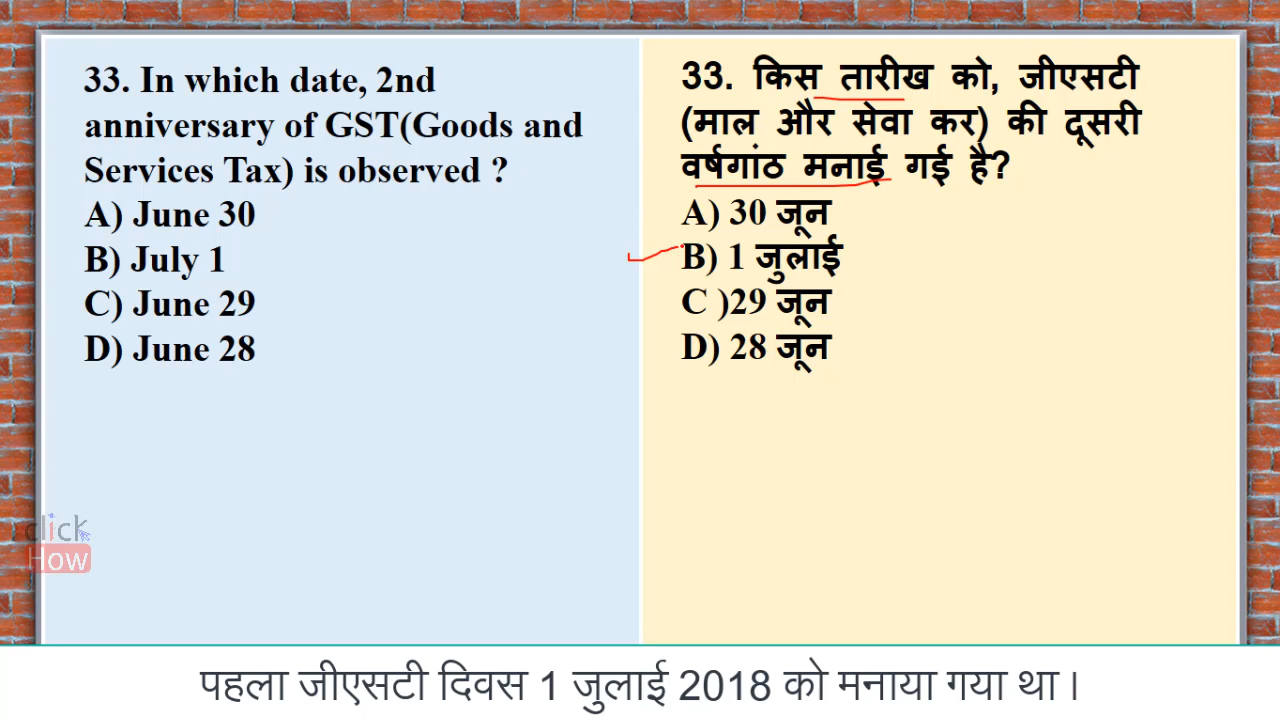 33. In which date, 2nd
anniversary of GST(Goods and
Services Tax) is observed ?
A) June 30
B) July 1
C) June 29
D) June 28
33. किस तारीख को, जीएसटी
(माल और सेवा कर) की दूसरी
वर्षगांठ मनाई गई है?
A) 30 जून
B) 1 जुलाई
C )29 जून
D) 28 जून
click
How
पहला जीएसटी दिवस 1 जुलाई 2018 को मनाया गया था ।